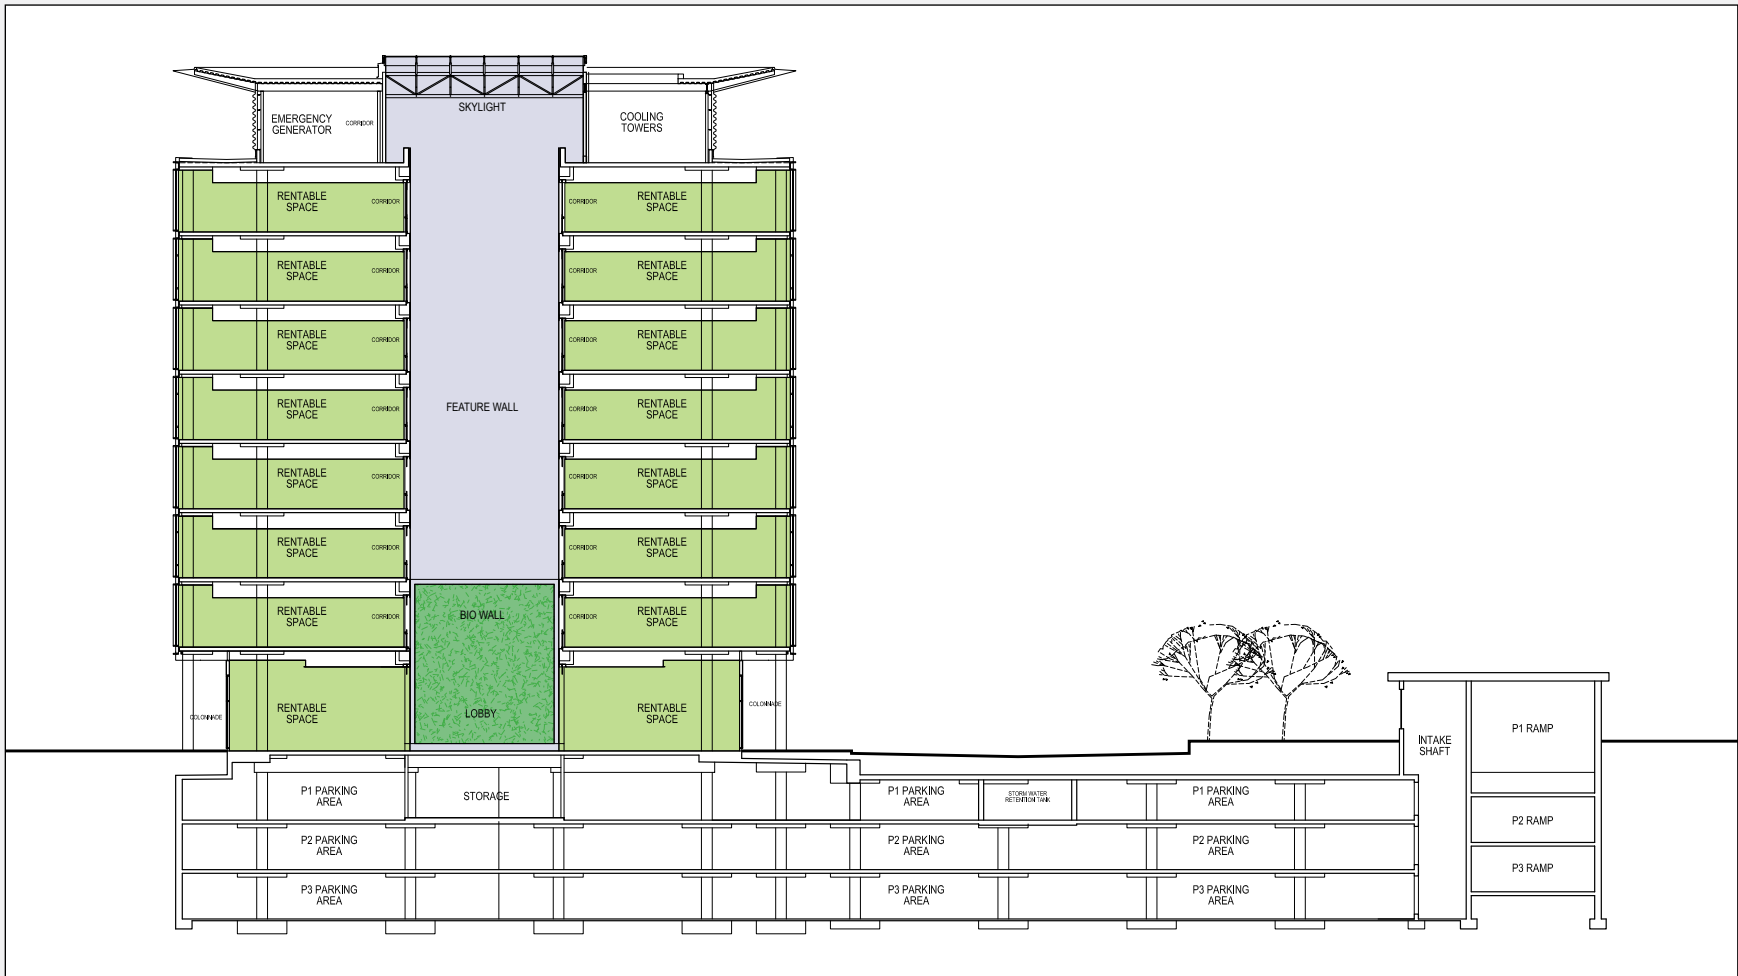 SKYLIGHT
EMERGENCY
GENERATOR
CORRIDOR
COOLING
TOWERS
RENTABLE
SPACE
CORRIDOR
CORRIDOR
RENTABLE
SPACE
RENTABLE
SPACE
CORRIDOR
CORRIDOR
RENTABLE
SPACE
RENTABLE
SPACE
CORRIDOR
CORRIDOR
RENTABLE
SPACE
RENTABLE
SPACE
CORRIDOR
FEATURE WALL
CORRIDOR
RENTABLE
SPACE
RENTABLE
SPACE
CORRIDOR
CORRIDOR
RENTABLE
SPACE
RENTABLE
SPACE
CORRIDOR
CORRIDOR
RENTABLE
SPACE
RENTABLE
SPACE
CORRIDOR
BIO WALL
CORRIDOR
RENTABLE
SPACE
COLONNADE
RENTABLE
SPACE
LOBBY
RENTABLE
SPACE
COLONNADE
INTAKE
SHAFT
P1 RAMP
P1 PARKING
AREA
STORAGE
P1 PARKING
AREA
STORM WATER
RETENTION TANK
P1 PARKING
AREA
P2 RAMP
P2 PARKING
AREA
P2 PARKING
AREA
P2 PARKING
AREA
P3 RAMP
P3 PARKING
AREA
P3 PARKING
AREA
P3 PARKING
AREA